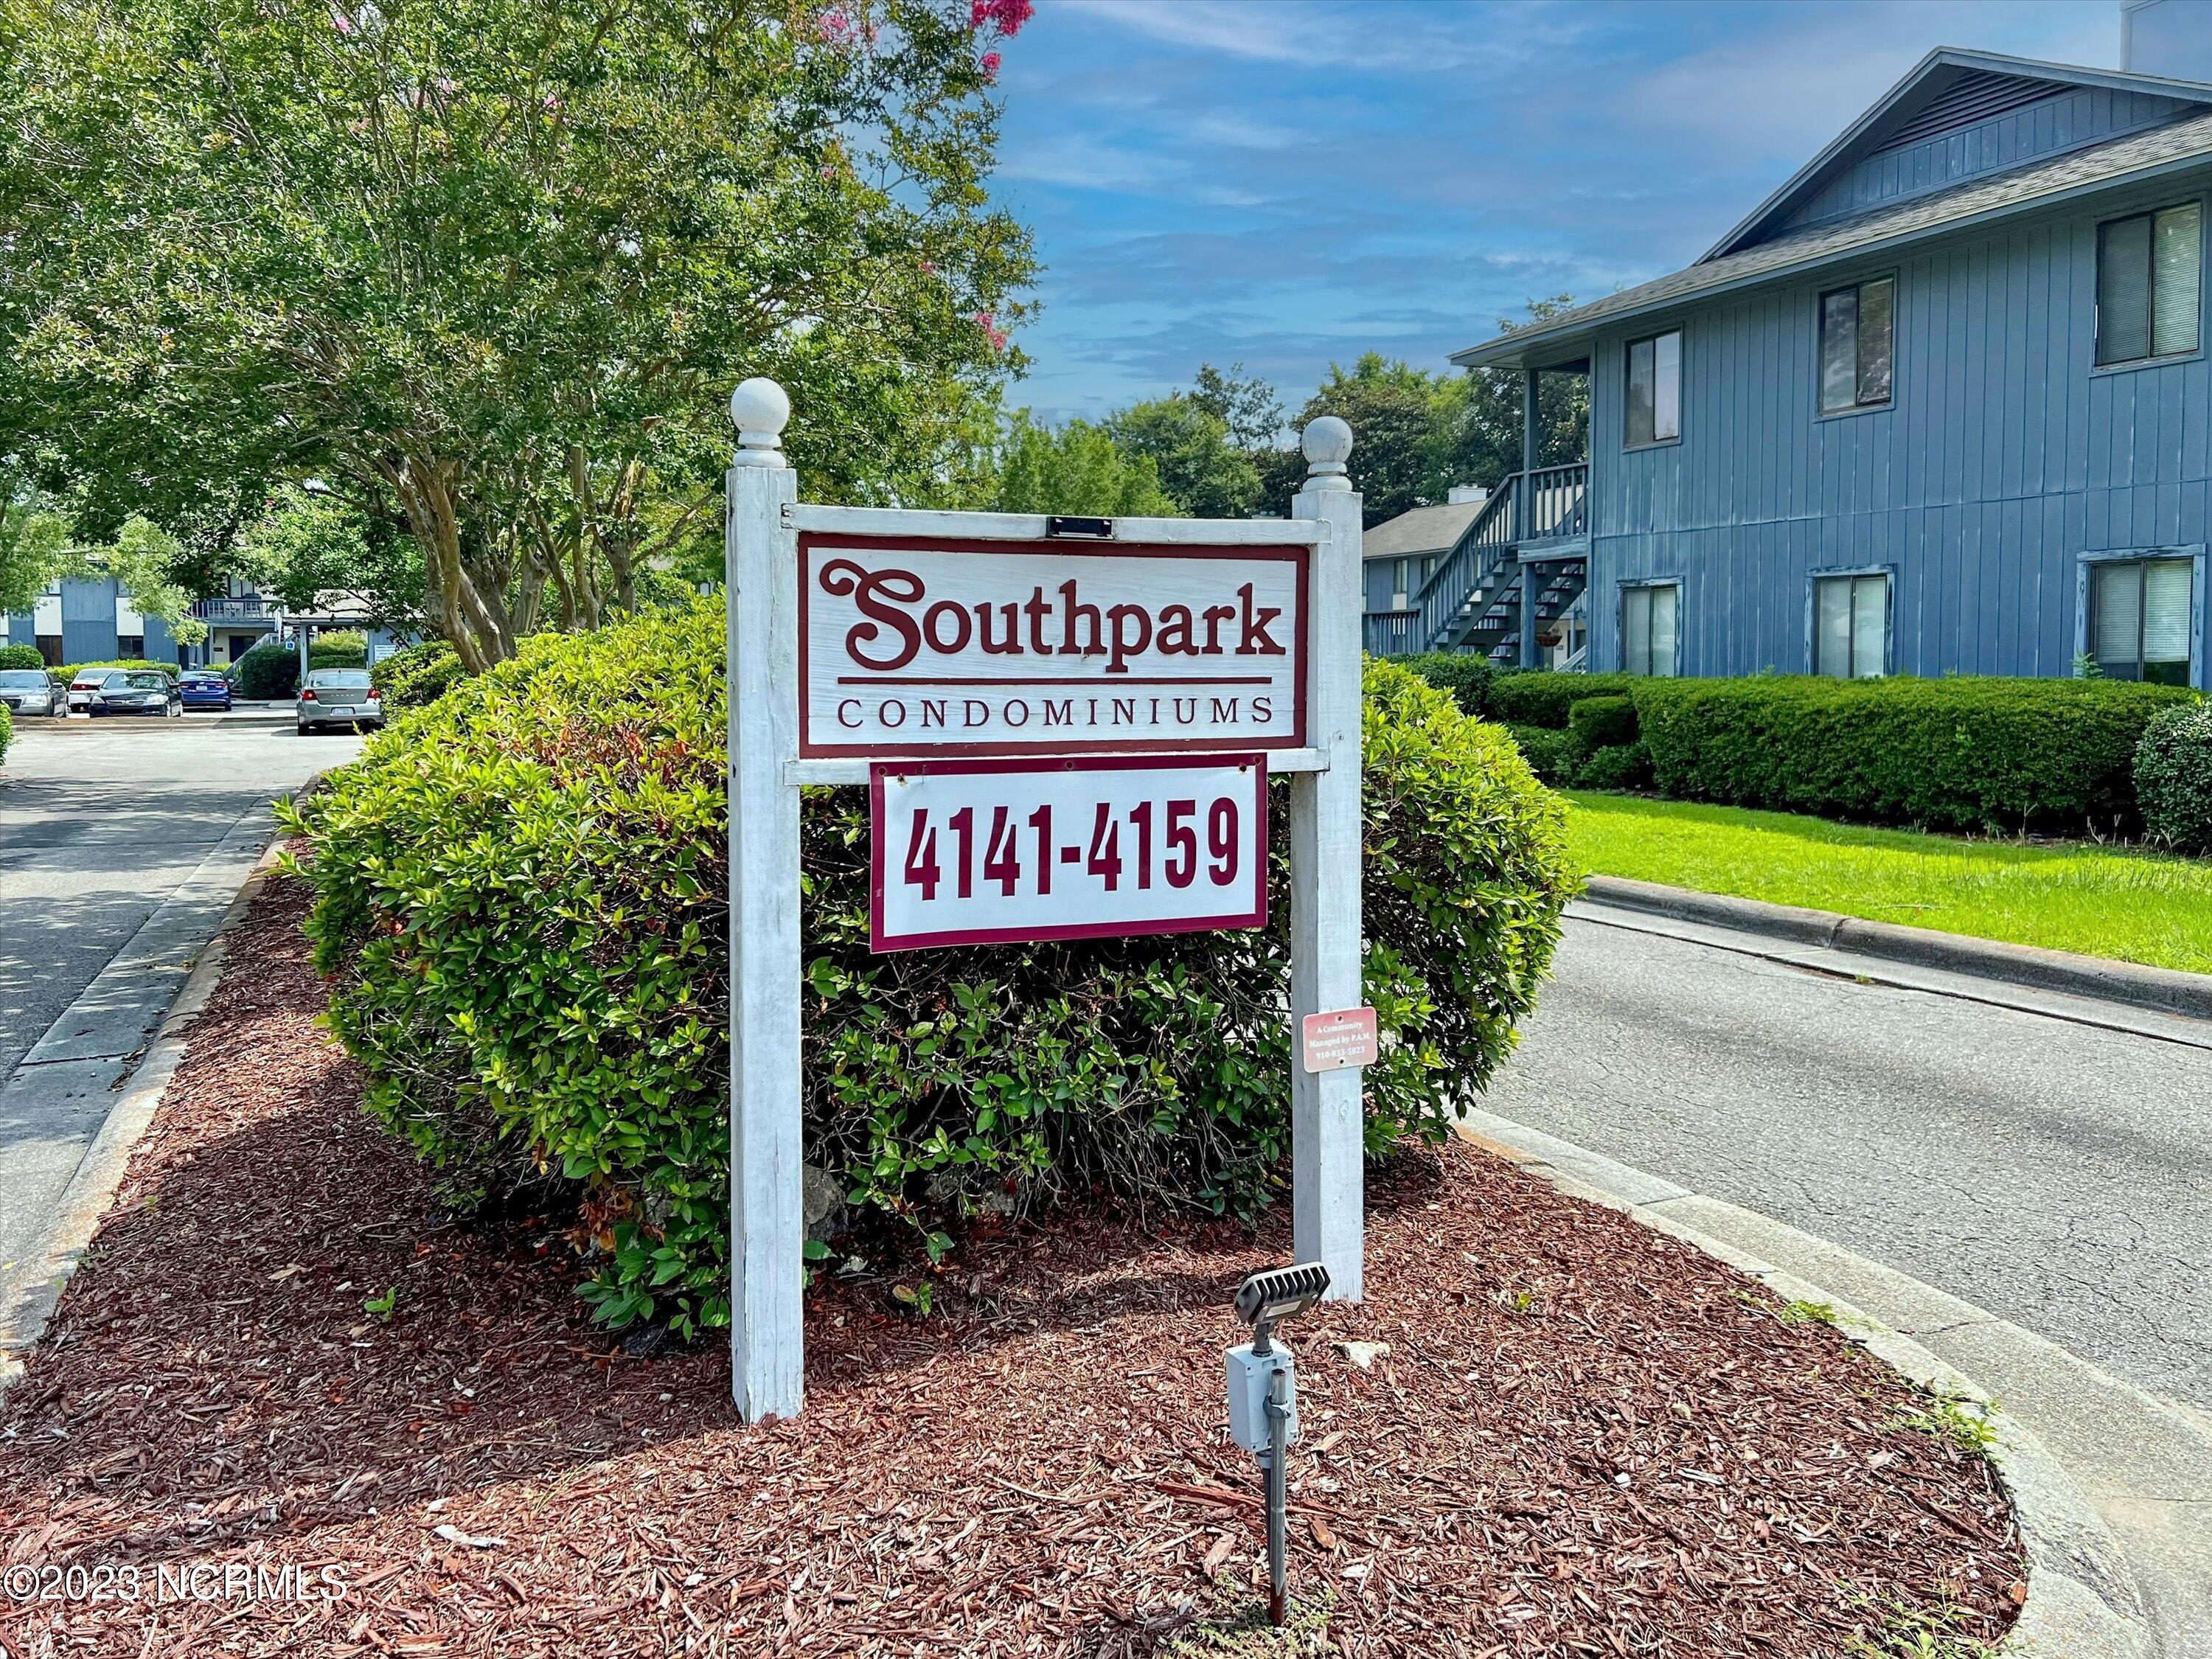 Southpark
CONDOMINIUMS
4141-4159
A Community
Managed by P.A.M.
©2023 NCRMLS